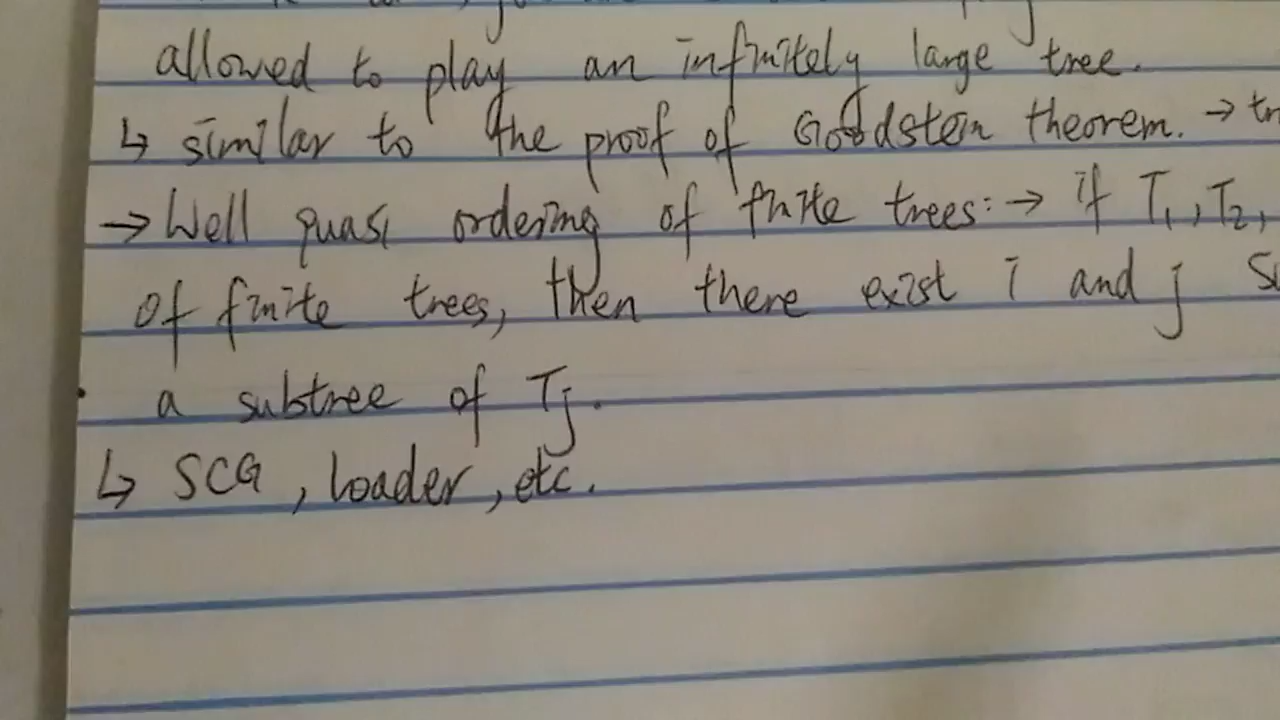 allowed to play an infinitely large tree.
↳ similar to the proof of Goodstein theorem. →
→ Well quasi ordering of finite trees: → if T₁, T₂,
of finite trees, then there exist i and j
a subtree of Tj.
↳ SCG, loader, etc.